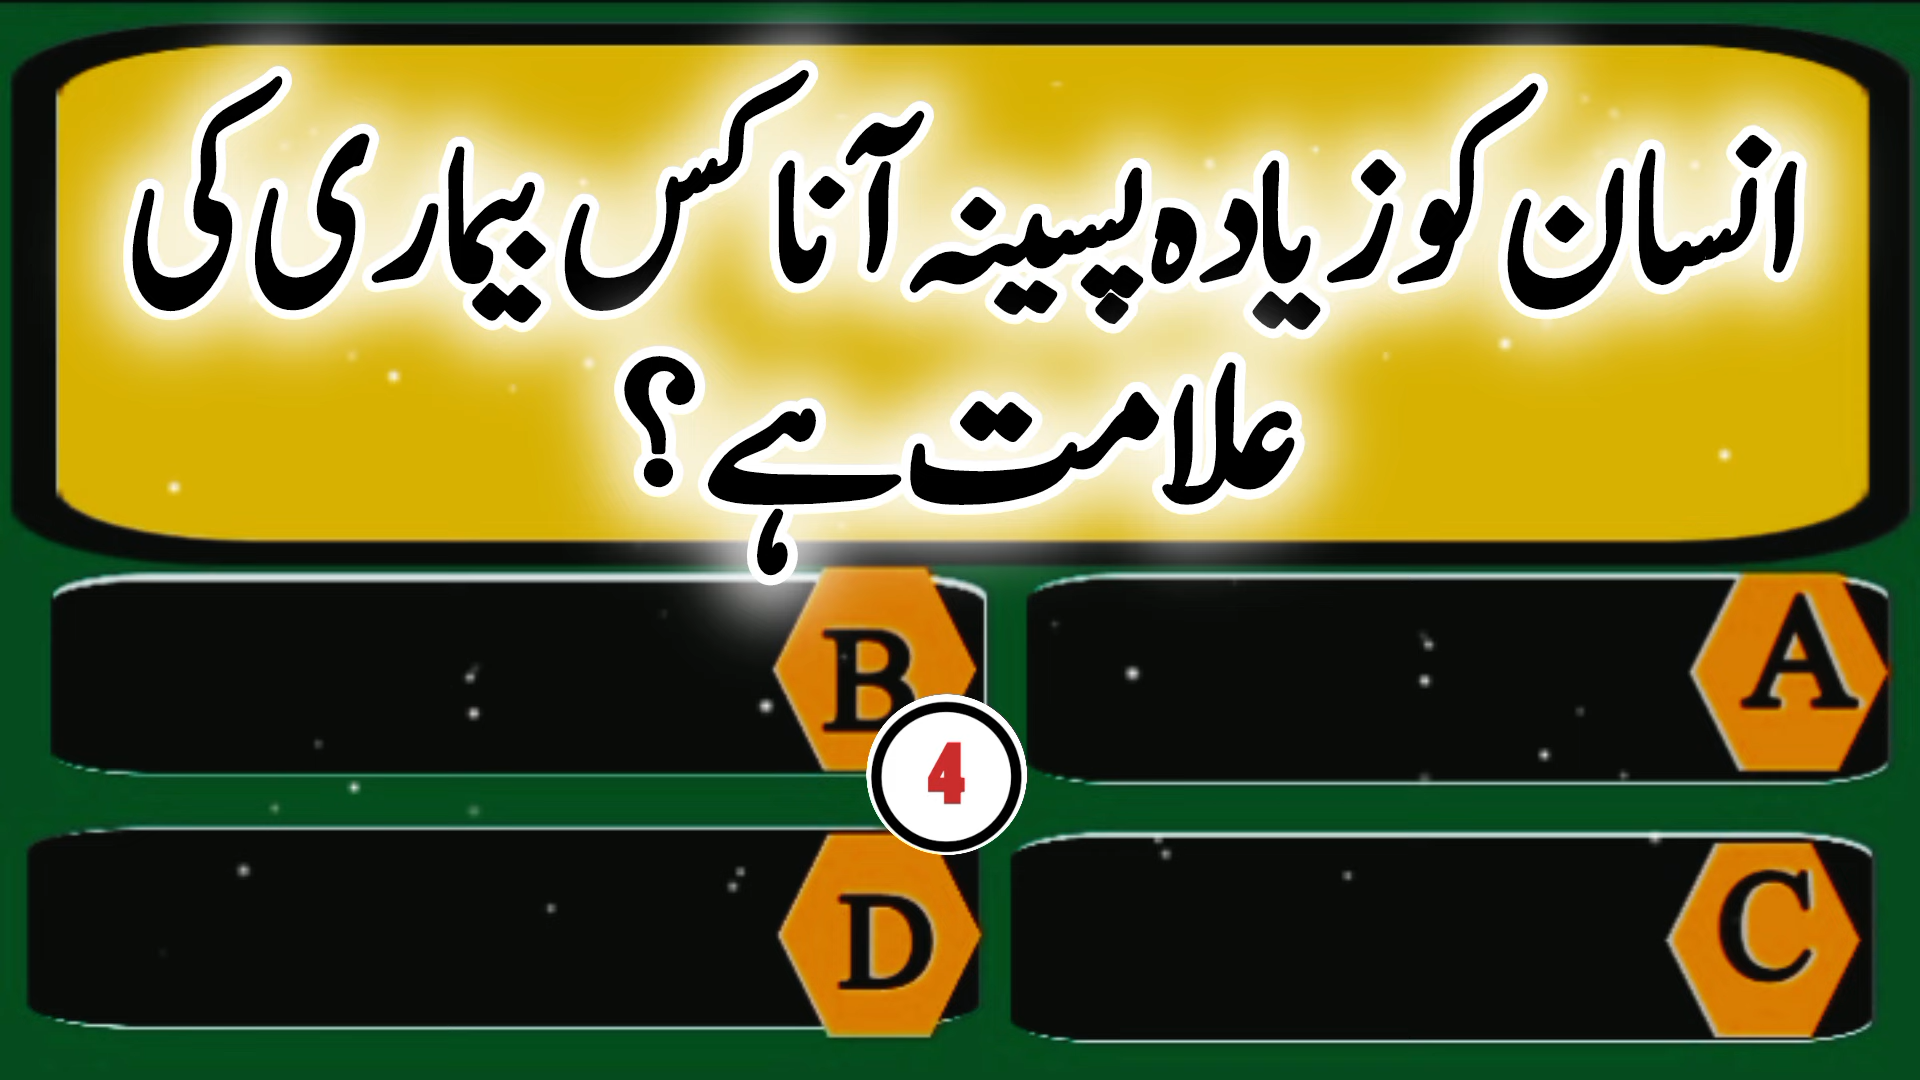 انسان کو زیادہ پسینہ آنا کس بیماری کی
علامت ہے؟
A
B
4
C
D